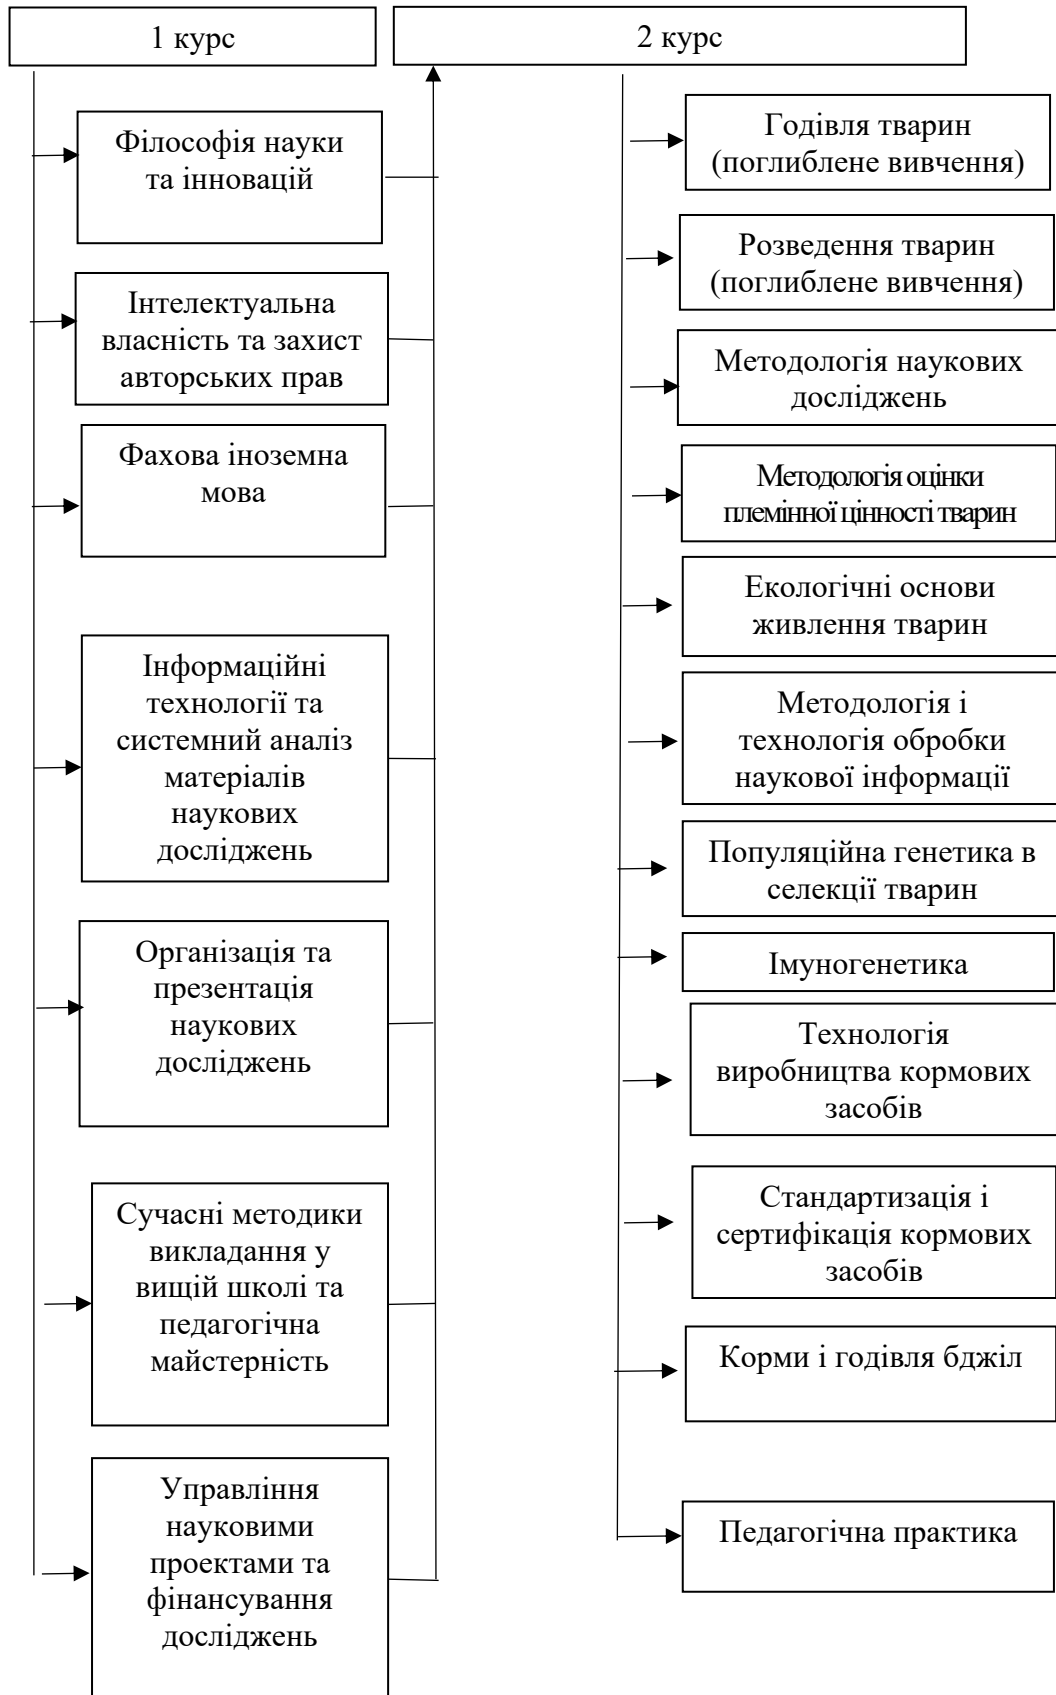 1 курс
2 курс
Філософія науки
та інновацій
Інтелектуальна
власність та захист
авторських прав
Фахова іноземна
мова
Інформаційні
технології та
системний аналіз
матеріалів
наукових
досліджень
Організація та
презентація
наукових
досліджень
Сучасні методики
викладання у
вищій школі та
педагогічна
майстерність
Управління
науковими
проектами та
фінансування
досліджень
Годівля тварин
(поглиблене вивчення)
Розведення тварин
(поглиблене вивчення)
Методологія наукових
досліджень
Методологія оцінки
племінної цінності тварин
Екологічні основи
живлення тварин
Методологія і
технологія обробки
наукової інформації
Популяційна генетика в
селекції тварин
Імуногенетика
Технологія
виробництва кормових
засобів
Стандартизація і
сертифікація кормових
засобів
Корми і годівля бджіл
Педагогічна практика